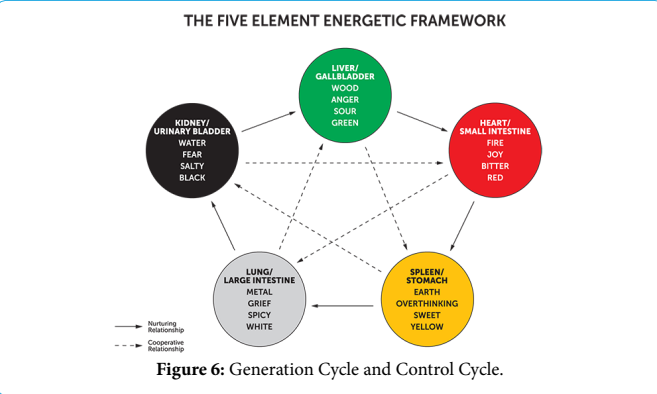 THE FIVE ELEMENT ENERGETIC FRAMEWORK
LIVER/
GALLBLADDER
WOOD
ANGER
SOUR
GREEN
KIDNEY/
URINARY BLADDER
WATER
FEAR
SALTY
BLACK
HEART/
SMALL INTESTINE
FIRE
JOY
BITTER
RED
LUNG/
LARGE INTESTINE
METAL
GRIEF
SPICY
WHITE
SPLEEN/
STOMACH
EARTH
OVERTHINKING
SWEET
YELLOW
Nurturing
Relationship
Cooperative
Relationship
Figure 6: Generation Cycle and Control Cycle.